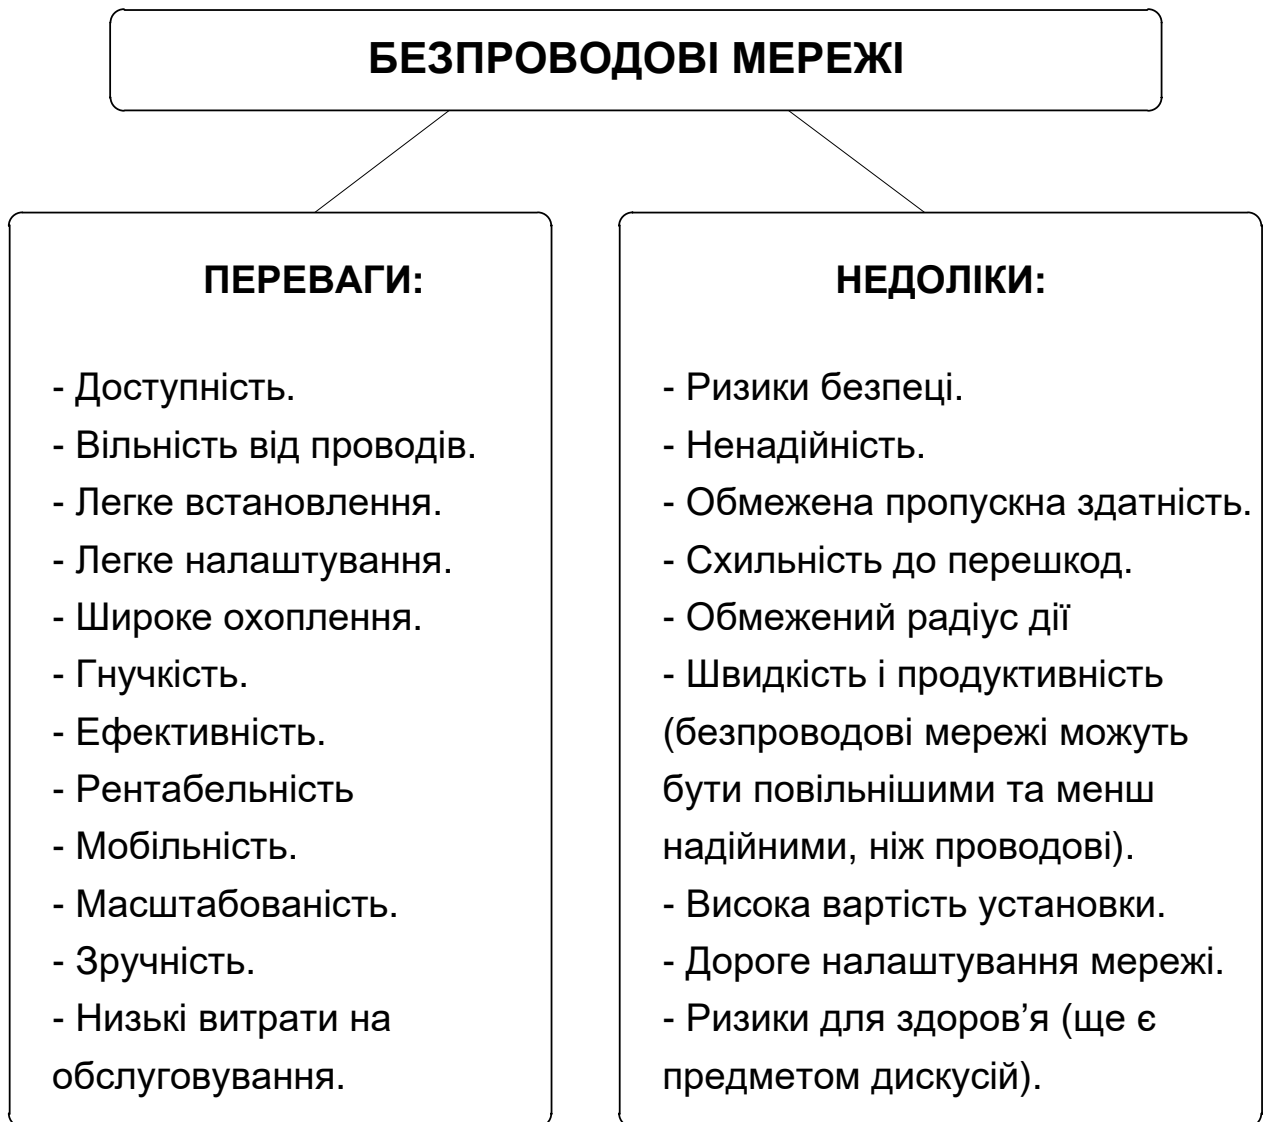 БЕЗПРОВОДОВІ МЕРЕЖІ
ПЕРЕВАГИ:
- Доступність.
- Вільність від проводів.
- Легке встановлення.
- Легке налаштування.
- Широке охоплення.
- Гнучкість.
- Ефективність.
- Рентабельність
- Мобільність.
- Масштабованість.
- Зручність.
- Низькі витрати на
обслуговування.
НЕДОЛІКИ:
- Ризики безпеці.
- Ненадійність.
- Обмежена пропускна здатність.
- Схильність до перешкод.
- Обмежений радіус дії
- Швидкість і продуктивність
(безпроводові мережі можуть
бути повільнішими та менш
надійними, ніж проводові).
- Висока вартість установки.
- Дороге налаштування мережі.
- Ризики для здоров’я (ще є
предметом дискусій).